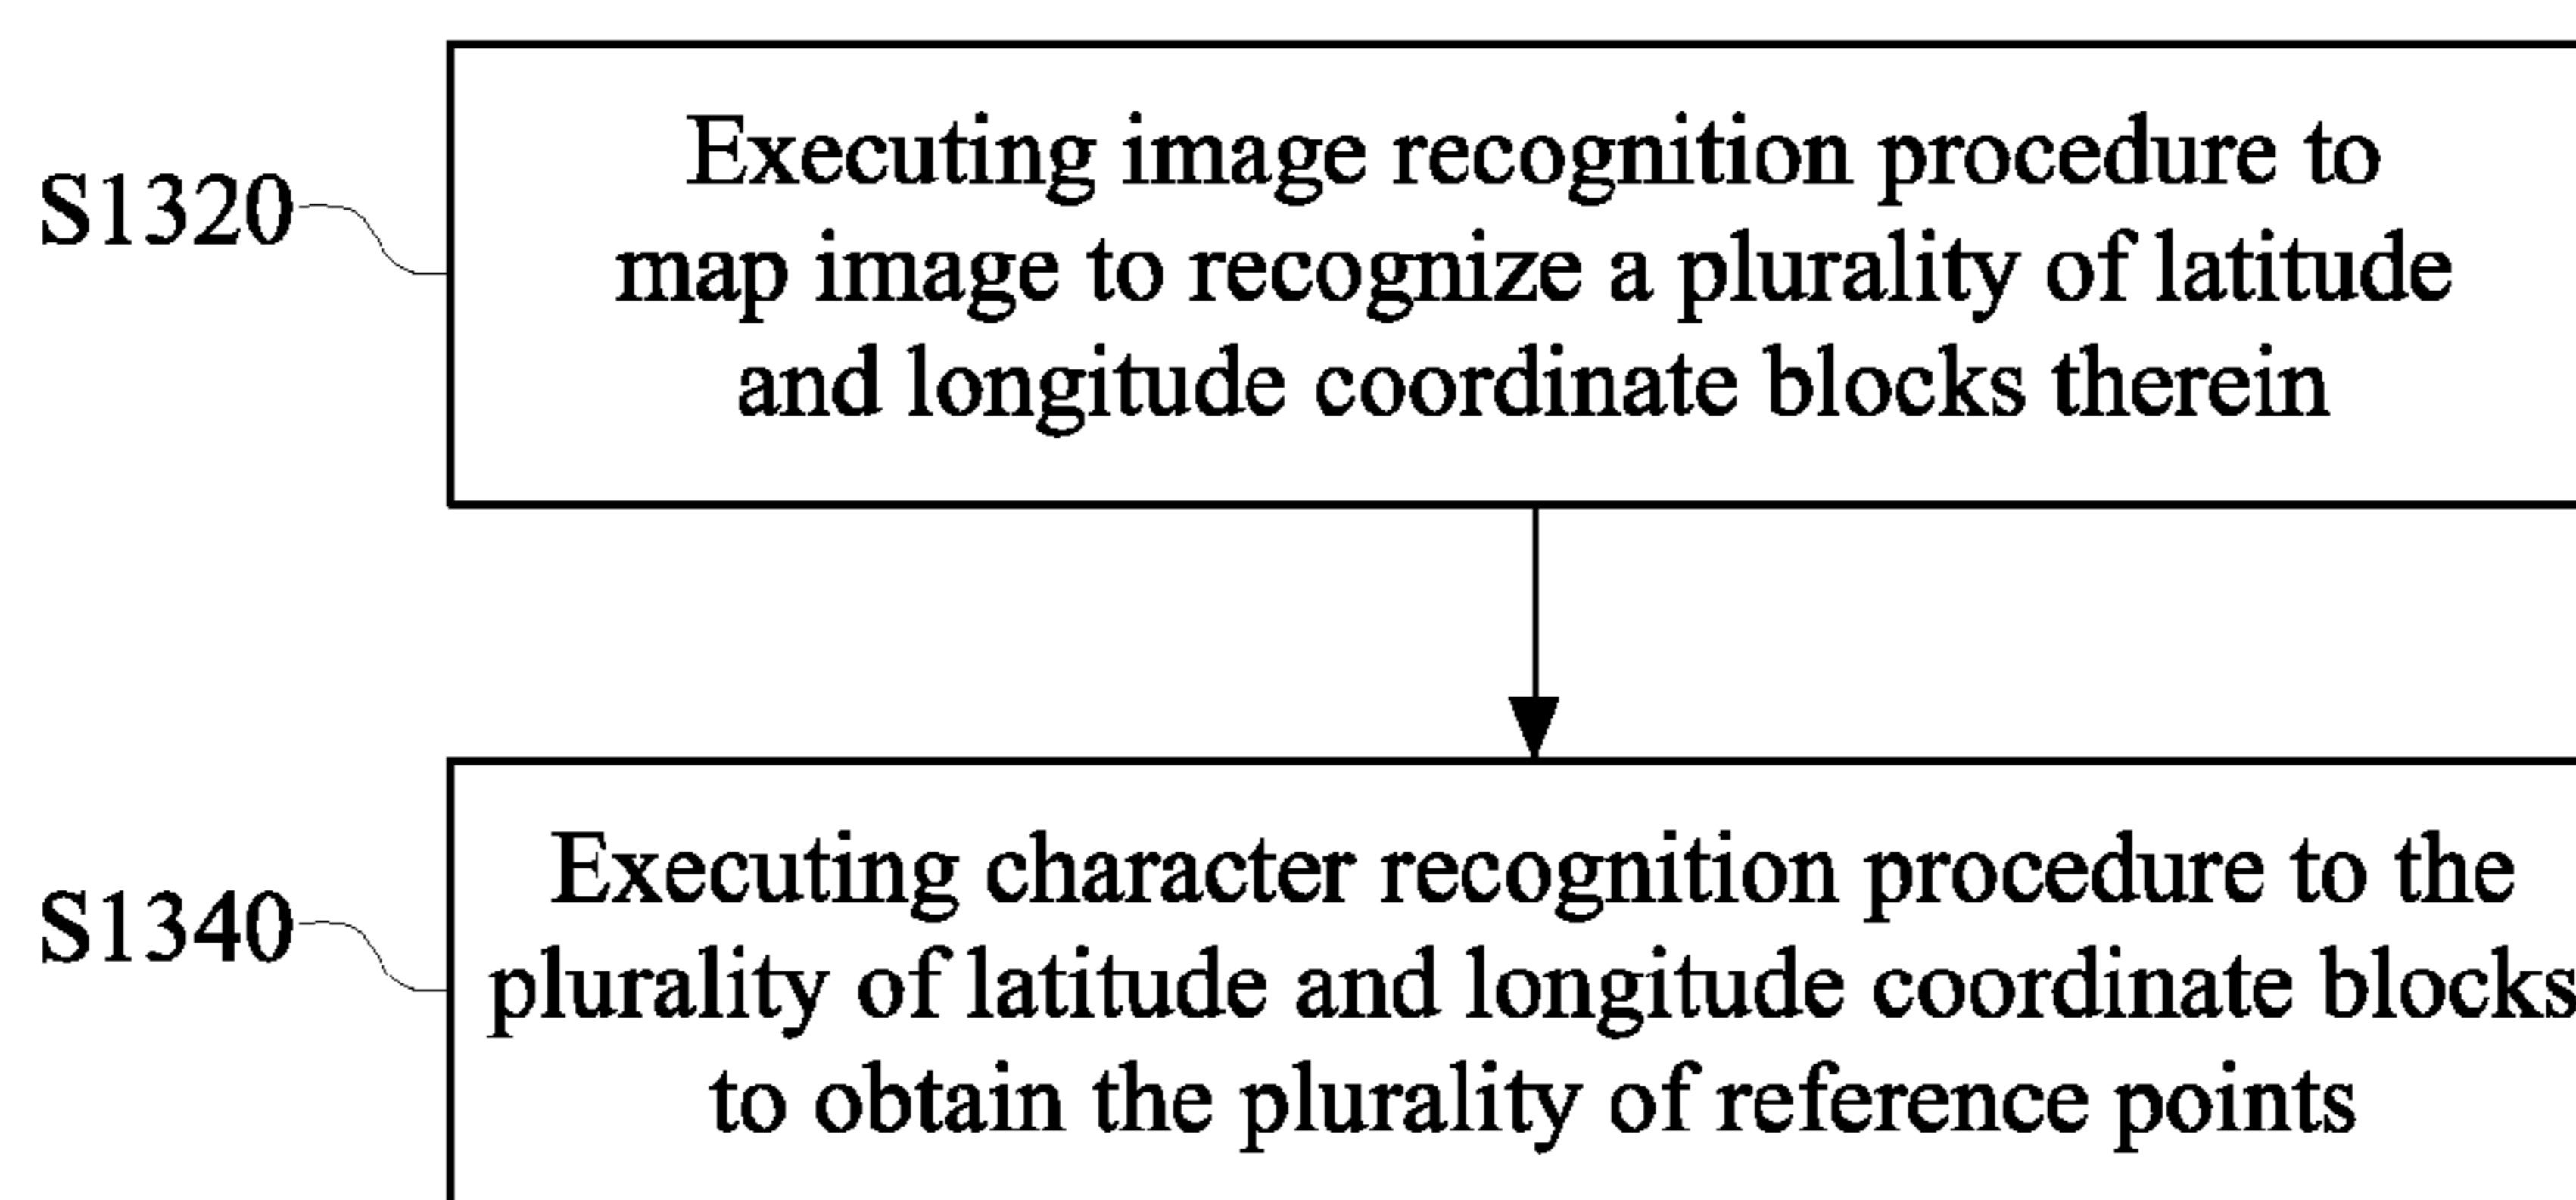 S1320
Executing image recognition procedure to
map image to recognize a plurality of latitude
and longitude coordinate blocks therein
S1340
Executing character recognition procedure to the
plurality of latitude and longitude coordinate blocks
to obtain the plurality of reference points